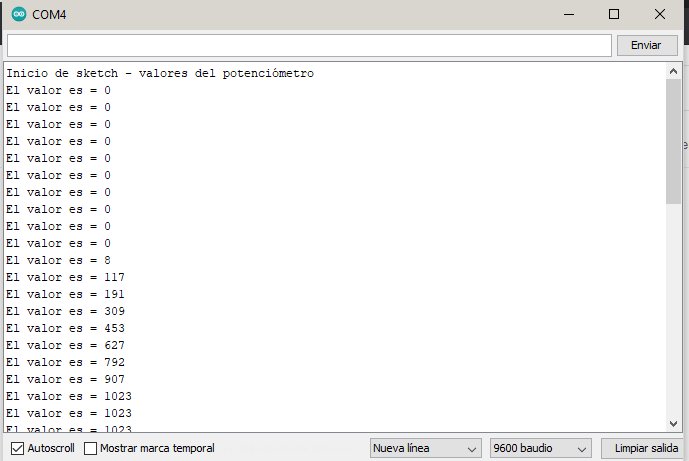 COM4
Enviar
Inicio de sketch - valores del potenciómetro
El valor es = 0
El valor es = 0
El valor es = 0
El valor es = 0
El valor es = 0
El valor es = 0
El valor es = 0
El valor es = 0
El valor es = 0
El valor es = 0
El valor es = 8
El valor es = 117
El valor es = 191
El valor es = 309
El valor es = 453
El valor es = 627
El valor es = 792
El valor es = 907
El valor es = 1023
El valor es = 1023
El valor es = 1023
Autoscroll Mostrar marca temporal Nueva línea 9600 baudio Limpiar salida